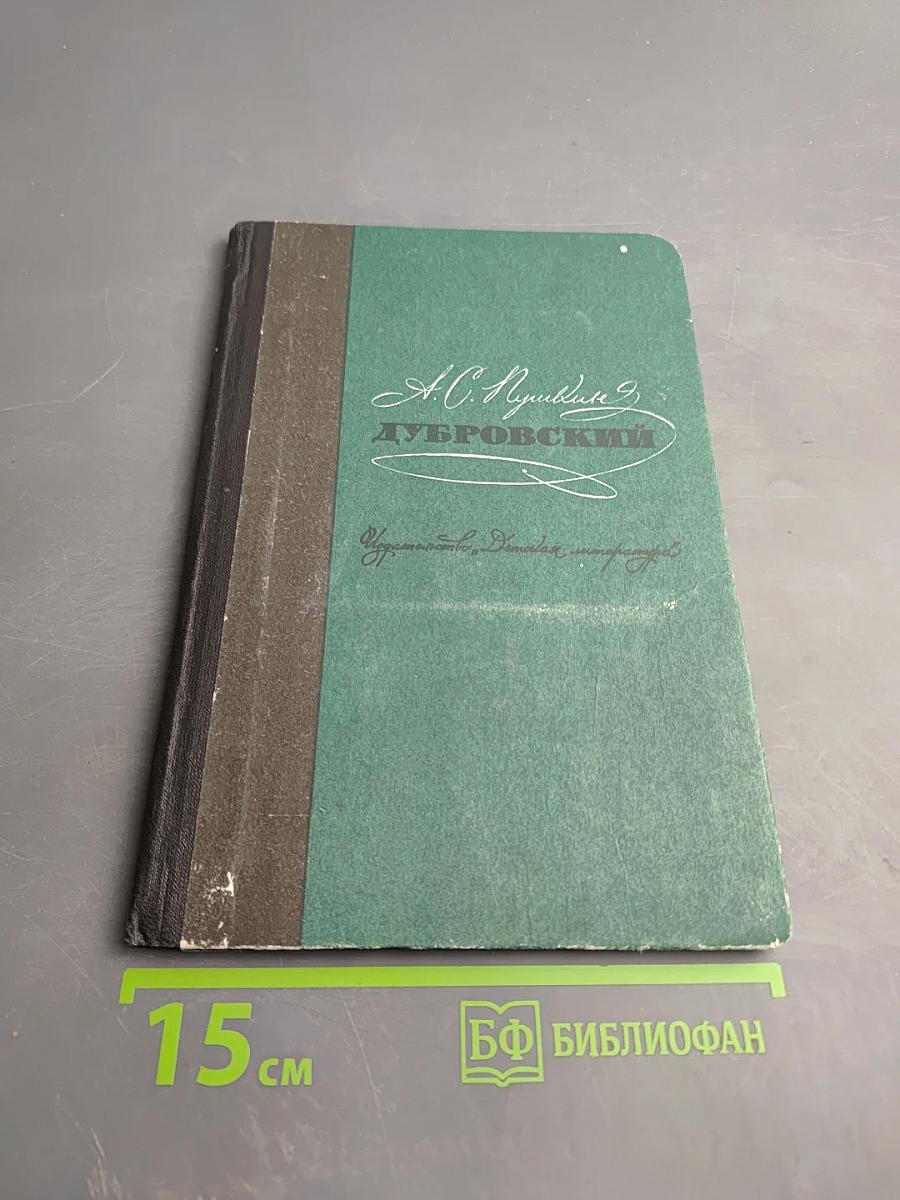 А. С. Пушкин
ДУБРОВСКИЙ
Издательство „Детская литература"
15 см
БФ БИБЛИОФАН